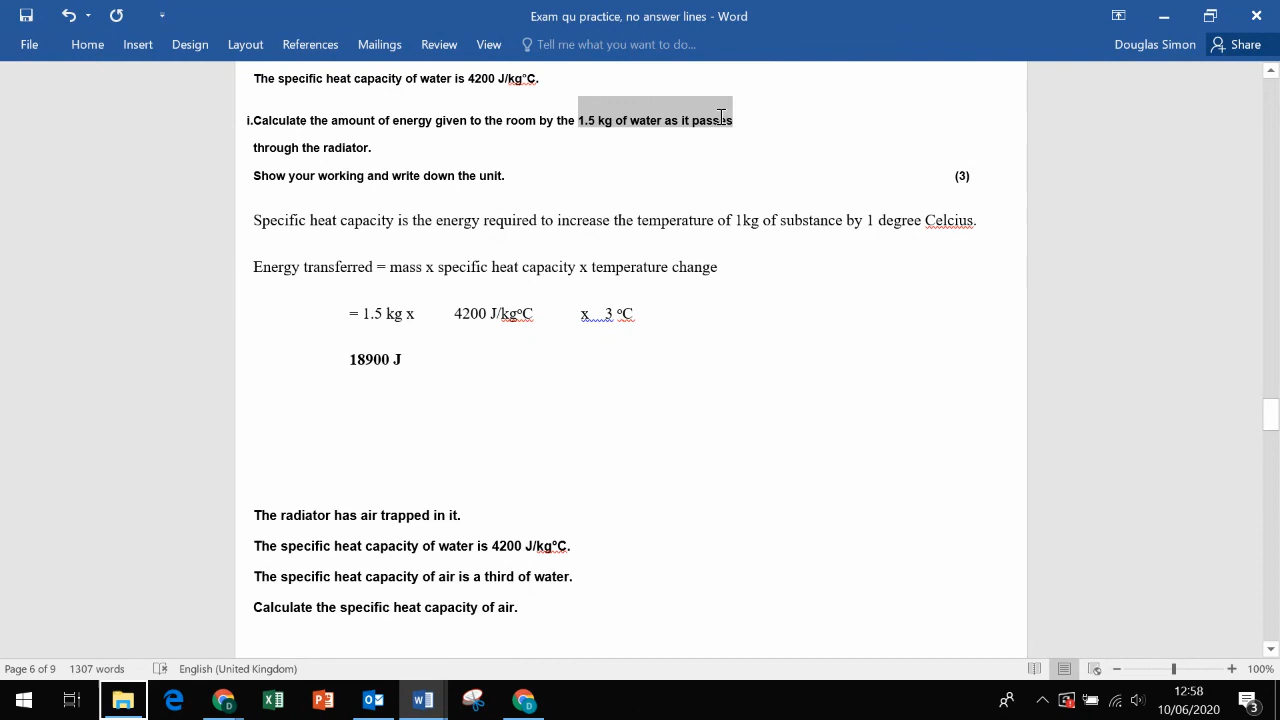 Exam qu practice, no answer lines - Word
File Home Insert Design Layout References Mailings Review View Tell me what you want to do... Douglas Simon Share
The specific heat capacity of water is 4200 J/kg°C.
i.Calculate the amount of energy given to the room by the 1.5 kg of water as it passes
through the radiator.
Show your working and write down the unit. (3)
Specific heat capacity is the energy required to increase the temperature of 1kg of substance by 1 degree Celcius.
Energy transferred = mass x specific heat capacity x temperature change
= 1.5 kg x 4200 J/kg°C x 3 °C
18900 J
The radiator has air trapped in it.
The specific heat capacity of water is 4200 J/kg°C.
The specific heat capacity of air is a third of water.
Calculate the specific heat capacity of air.
Page 6 of 9 1307 words English (United Kingdom) 100%
12:58
10/06/2020
3